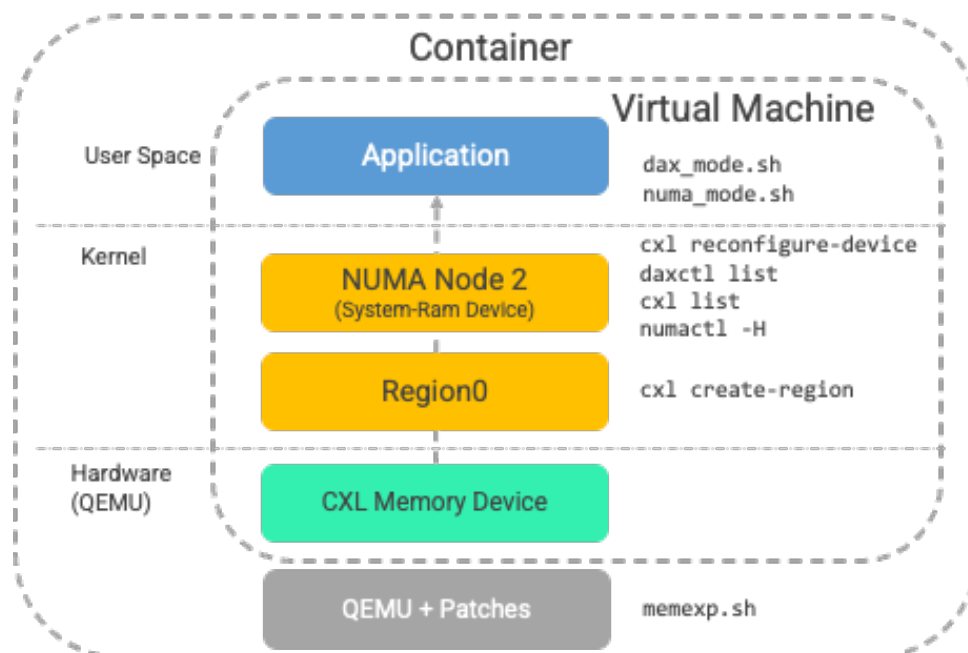 Container
Virtual Machine
User Space
Application
dax_mode.sh
numa_mode.sh
Kernel
NUMA Node 2
(System-Ram Device)
cxl reconfigure-device
daxctl list
cxl list
numactl -H
Region0
cxl create-region
Hardware
(QEMU)
CXL Memory Device
QEMU + Patches
memexp.sh